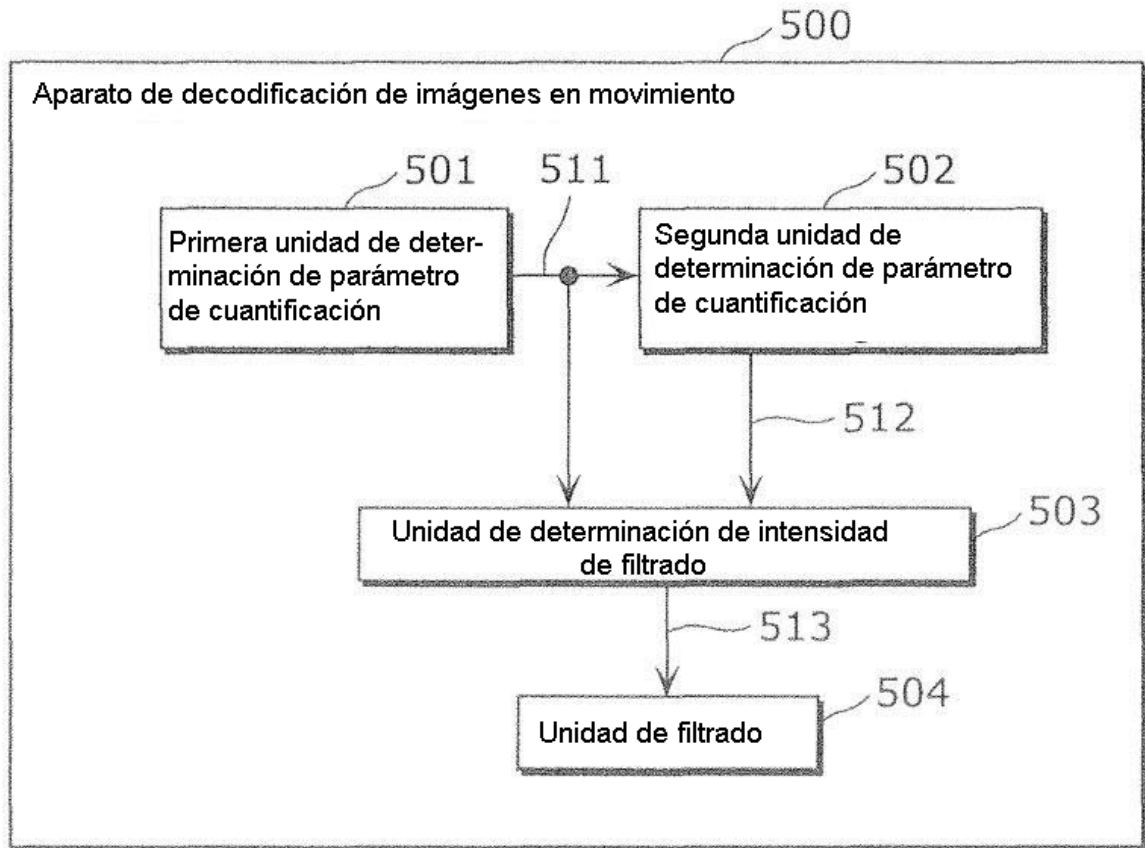 500
Aparato de decodificación de imágenes en movimiento
501
511
502
Primera unidad de deter-
minación de parámetro
de cuantificación
Segunda unidad de
determinación de parámetro
de cuantificación
512
503
Unidad de determinación de intensidad
de filtrado
513
504
Unidad de filtrado